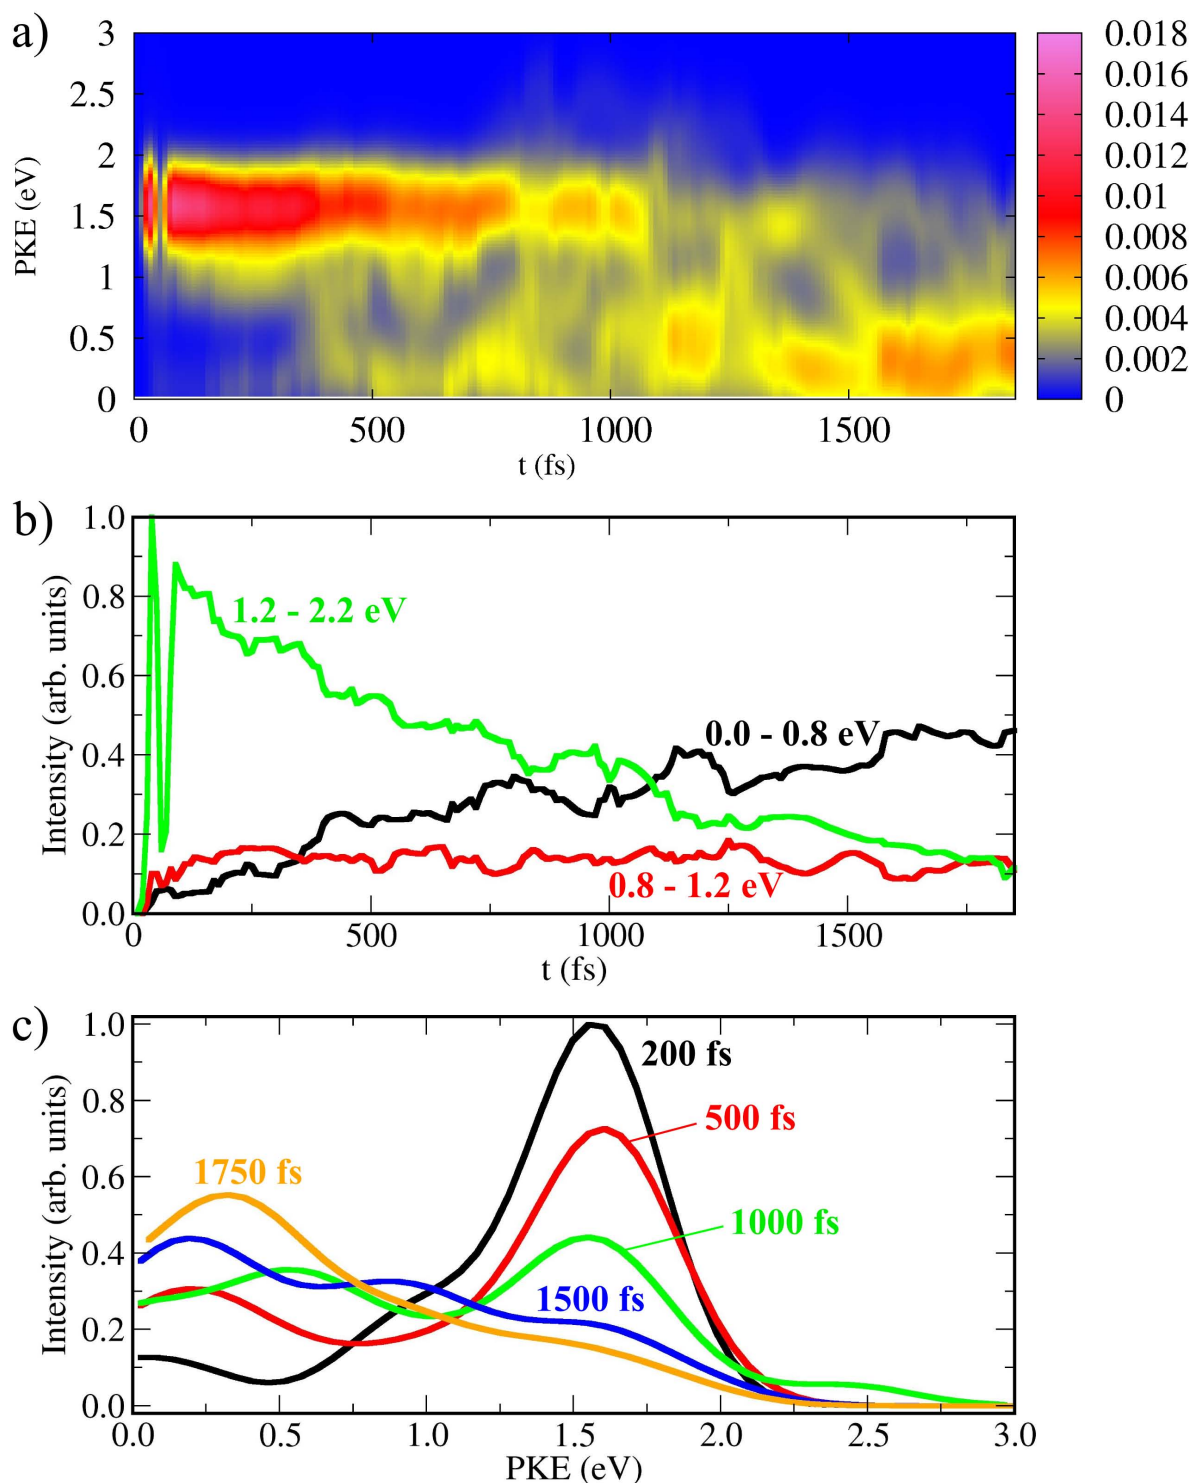 a)
3
2.5
2
1.5
1
0.5
0
PKE (eV)
0 500 1000 1500
t (fs)
0.018
0.016
0.014
0.012
0.01
0.008
0.006
0.004
0.002
0
b)
1.0
0.8
0.6
0.4
0.2
0.0
Intensity (arb. units)
1.2 - 2.2 eV
0.0 - 0.8 eV
0.8 - 1.2 eV
0 500 1000 1500
t (fs)
c)
1.0
0.8
0.6
0.4
0.2
0.0
Intensity (arb. units)
200 fs
500 fs
1750 fs
1000 fs
1500 fs
0.0 0.5 1.0 1.5 2.0 2.5 3.0
PKE (eV)